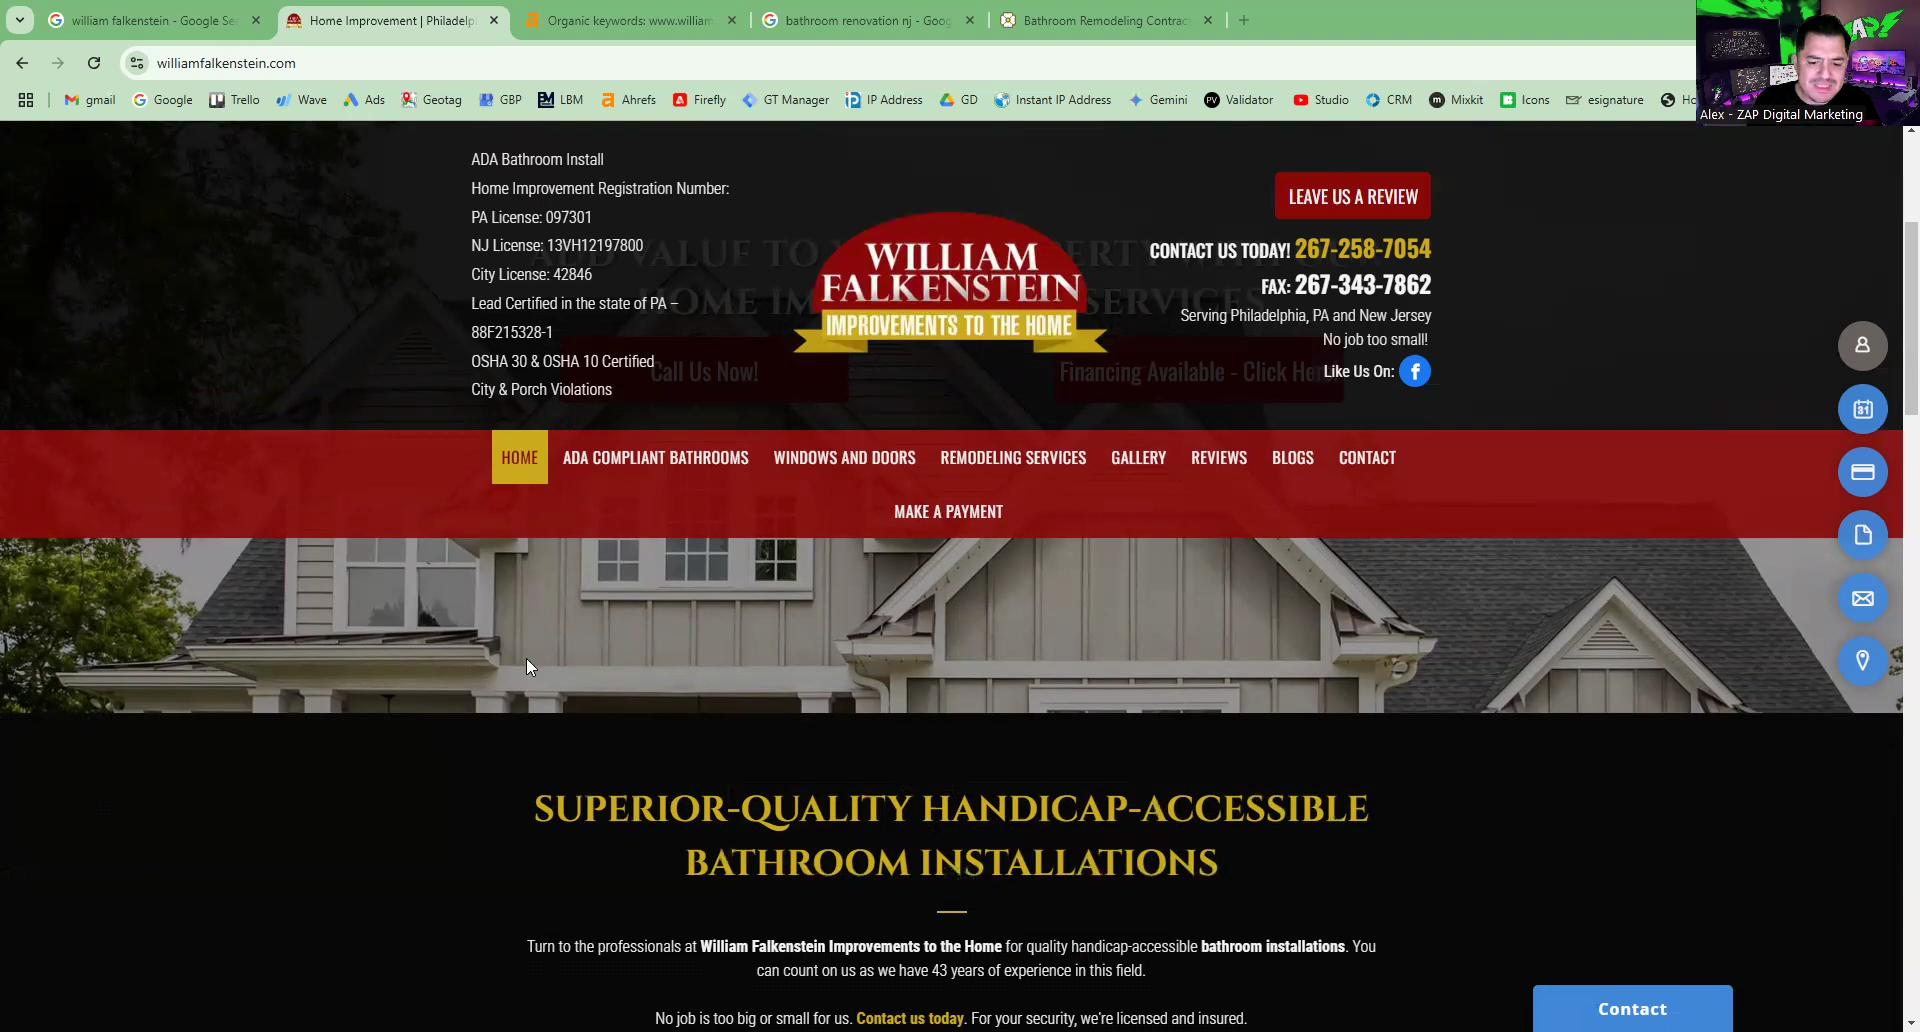 william falkenstein - Google Se
Home Improvement | Philadelp
Organic keywords: www.william
bathroom renovation nj - Goog
Bathroom Remodeling Contrac
williamfalkenstein.com
gmail
Google
Trello
Wave
Ads
Geotag
GBP
LBM
Ahrefs
Firefly
GT Manager
IP Address
GD
Instant IP Address
Gemini
Validator
Studio
CRM
Mixkit
Icons
esignature
Alex - ZAP Digital Marketing
ADA Bathroom Install
Home Improvement Registration Number:
PA License: 097301
NJ License: 13VH12197800
City License: 42846
Lead Certified in the state of PA –
88F215328-1
OSHA 30 & OSHA 10 Certified
City & Porch Violations
WILLIAM
FALKENSTEIN
IMPROVEMENTS TO THE HOME
LEAVE US A REVIEW
CONTACT US TODAY! 267-258-7054
FAX: 267-343-7862
Serving Philadelphia, PA and New Jersey
No job too small!
Like Us On:
Call Us Now!
Financing Available - Click Here
HOME
ADA COMPLIANT BATHROOMS
WINDOWS AND DOORS
REMODELING SERVICES
GALLERY
REVIEWS
BLOGS
CONTACT
MAKE A PAYMENT
31
SUPERIOR-QUALITY HANDICAP-ACCESSIBLE
BATHROOM INSTALLATIONS
Turn to the professionals at William Falkenstein Improvements to the Home for quality handicap-accessible bathroom installations. You
can count on us as we have 43 years of experience in this field.
No job is too big or small for us. Contact us today. For your security, we're licensed and insured.
Contact